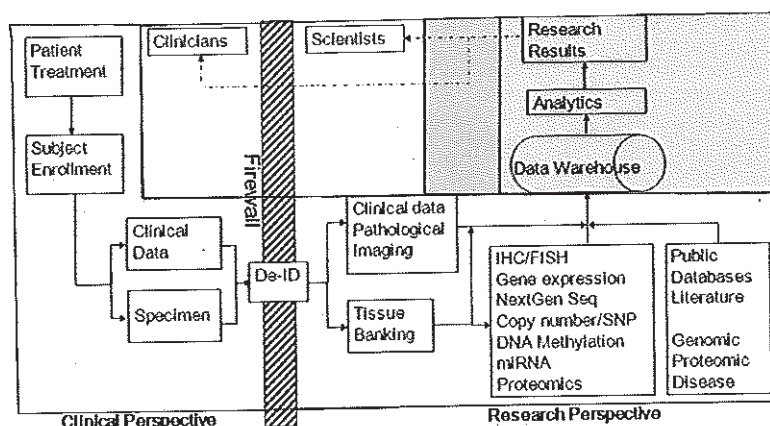 Patient
Treatment
Clinicians
Scientists
Research
Results
Analytics
Subject
Enrollment
Data Warehouse
Firewall
Clinical
Data
Specimen
De-ID
Clinical data
Pathological
Imaging
Tissue
Banking
IHC/FISH
Gene expression
NextGen Seq
Copy number/SNP
DNA Methylation
miRNA
Proteomics
Public
Databases
Literature
Genomic
Proteomic
Disease
Clinical Perspective
Research Perspective